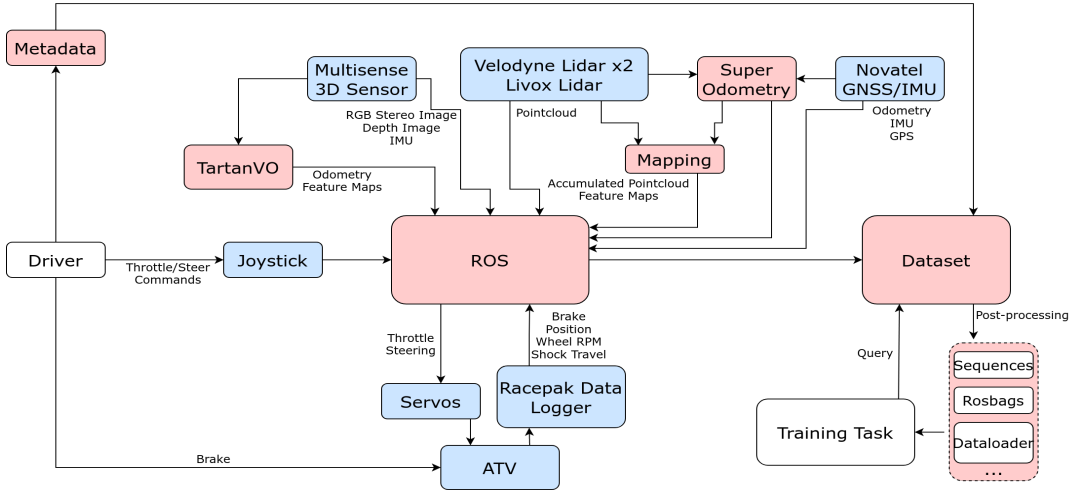 Metadata
Multisense
3D Sensor
Velodyne Lidar x2
Livox Lidar
Super
Odometry
Novatel
GNSS/IMU
RGB Stereo Image
Depth Image
IMU
Pointcloud
Odometry
IMU
GPS
TartanVO
Odometry
Feature Maps
Mapping
Accumulated Pointcloud
Feature Maps
Driver
Throttle/Steer
Commands
Joystick
ROS
Dataset
Throttle
Steering
Brake
Position
Wheel RPM
Shock Travel
Post-processing
Query
Sequences
Rosbags
Dataloader
...
Servos
Racepak Data
Logger
Training Task
Brake
ATV